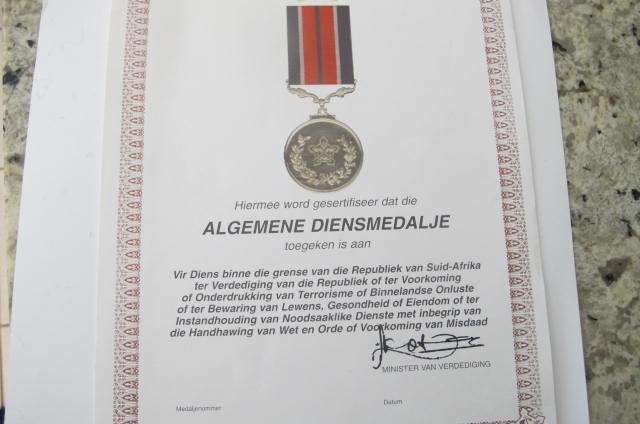 Hiermee word gesertifiseer dat die
ALGEMENE DIENSMEDALJE
toegeken is aan
Vir Diens binne die grense van die Republiek van Suid-Afrika
ter Verdediging van die Republiek of ter Voorkoming
of Onderdrukking van Terrorisme of Binnelandse Onluste
of ter Bewaring van Lewens, Gesondheid of Eiendom of ter
Instandhouding van Noodsaaklike Dienste met inbegrip van
die Handhawing van Wet en Orde of Voorkoming van Misdaad
MINISTER VAN VERDEDIGING
Medaljenommer Datum